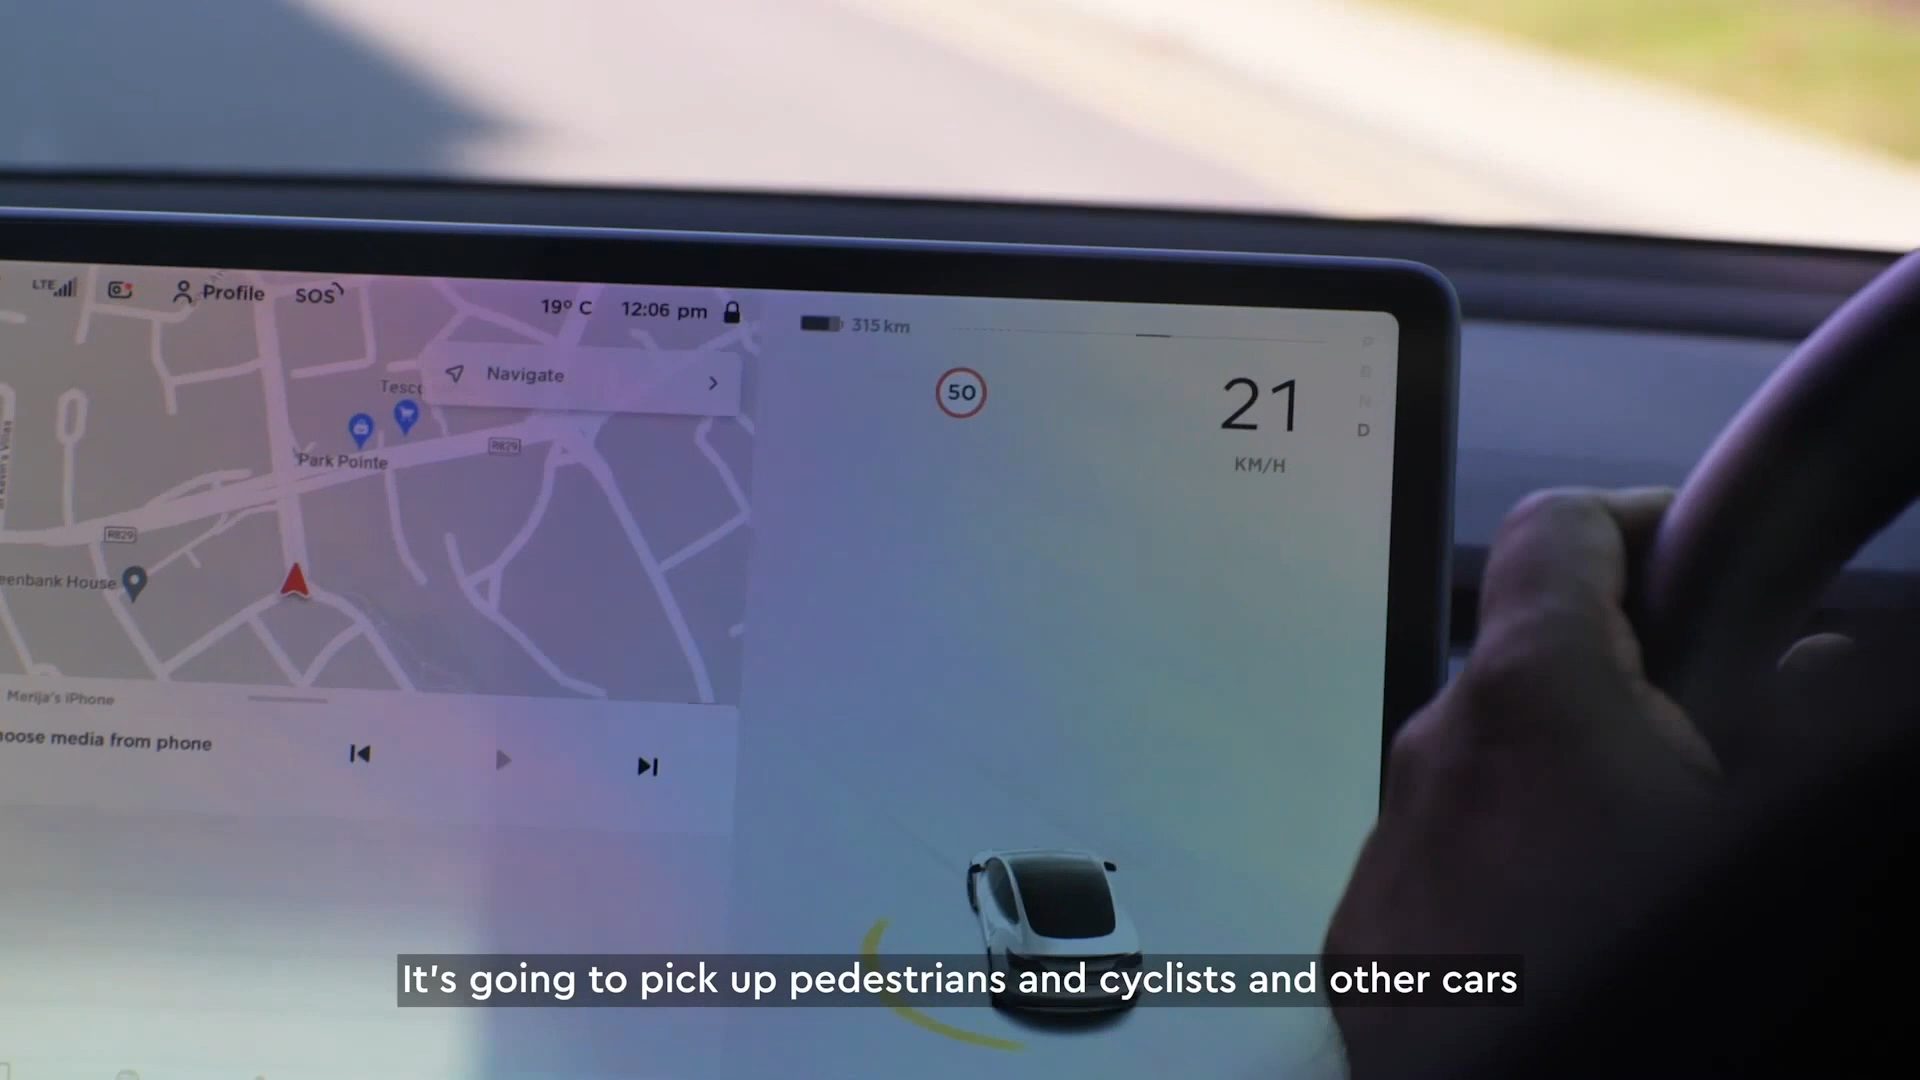 LTE
Profile
SOS
19° C
12:06 pm
315 km
Navigate
50
21
KM/H
P
R
N
D
Tesco
Park Pointe
R829
R829
eenbank House
Merija's iPhone
hoose media from phone
It's going to pick up pedestrians and cyclists and other cars